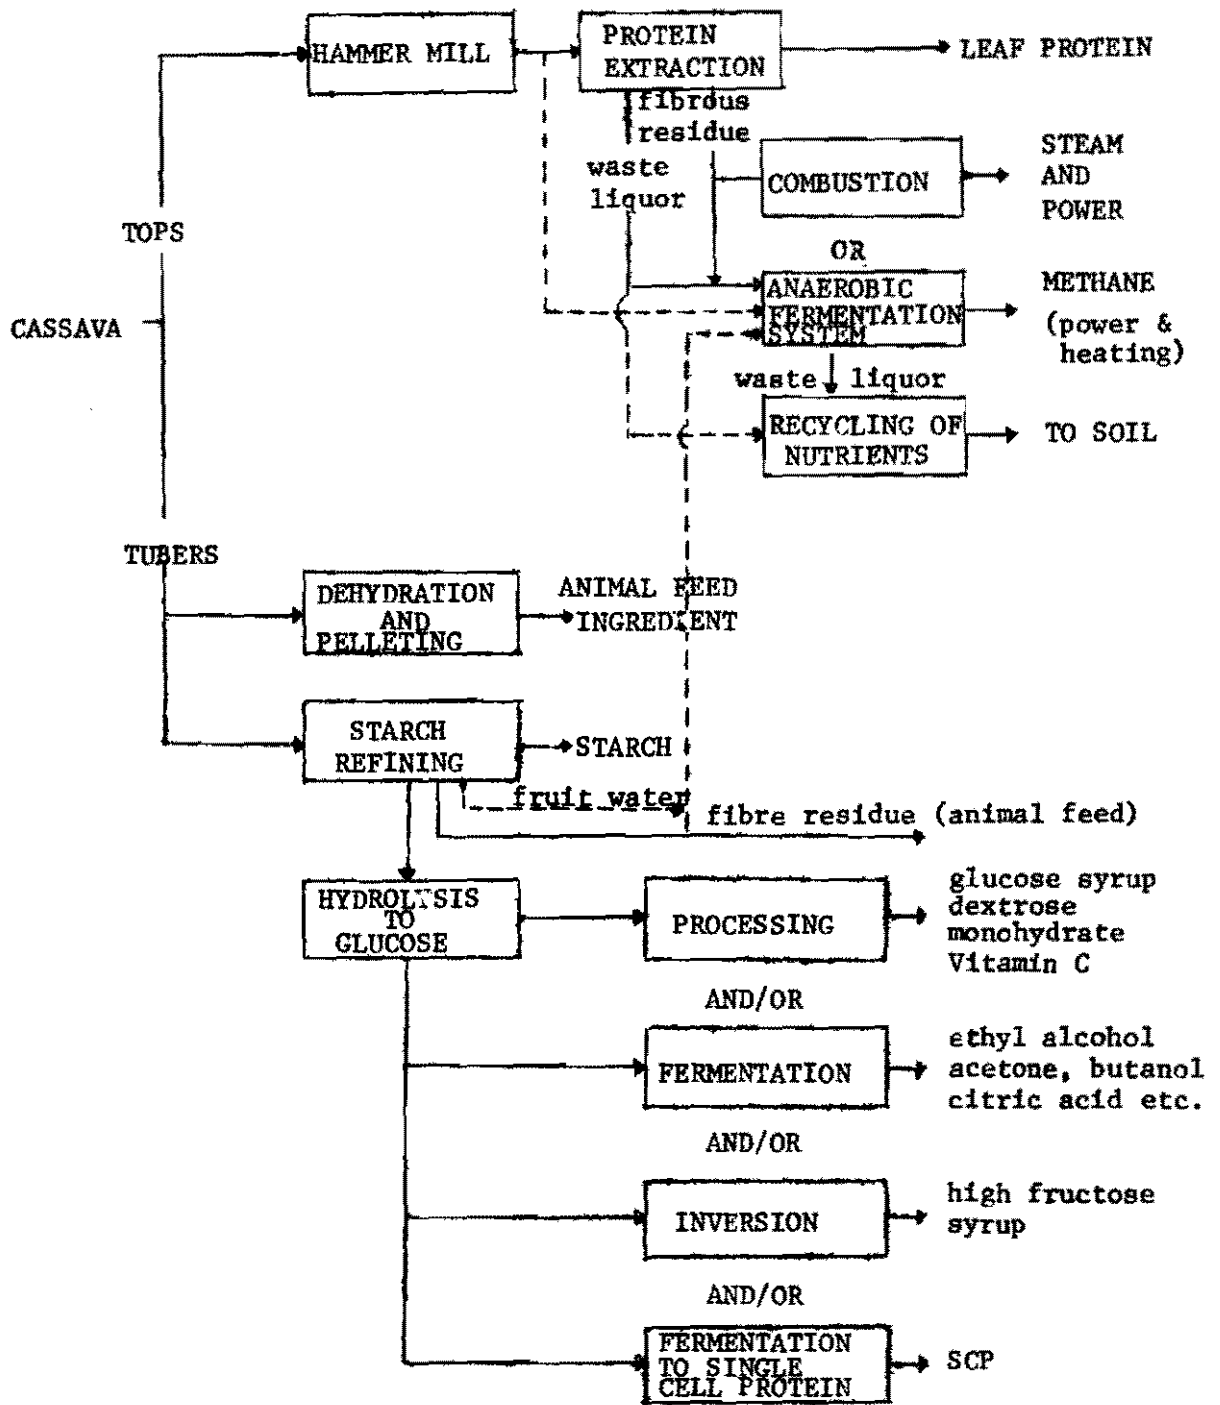 HAMMER MILL
PROTEIN
EXTRACTION
LEAF PROTEIN
fibrous
residue
waste
liquor
COMBUSTION
STEAM
AND
POWER
TOPS
OR
ANAEROBIC
FERMENTATION
SYSTEM
METHANE
(power &
heating)
CASSAVA
waste liquor
RECYCLING OF
NUTRIENTS
TO SOIL
TUBERS
DEHYDRATION
AND
PELLETING
ANIMAL FEED
INGREDIENT
STARCH
REFINING
STARCH
fruit water
fibre residue (animal feed)
HYDROLYSIS
TO
GLUCOSE
PROCESSING
glucose syrup
dextrose
monohydrate
Vitamin C
AND/OR
FERMENTATION
ethyl alcohol
acetone, butanol
citric acid etc.
AND/OR
INVERSION
high fructose
syrup
AND/OR
FERMENTATION
TO SINGLE
CELL PROTEIN
SCP